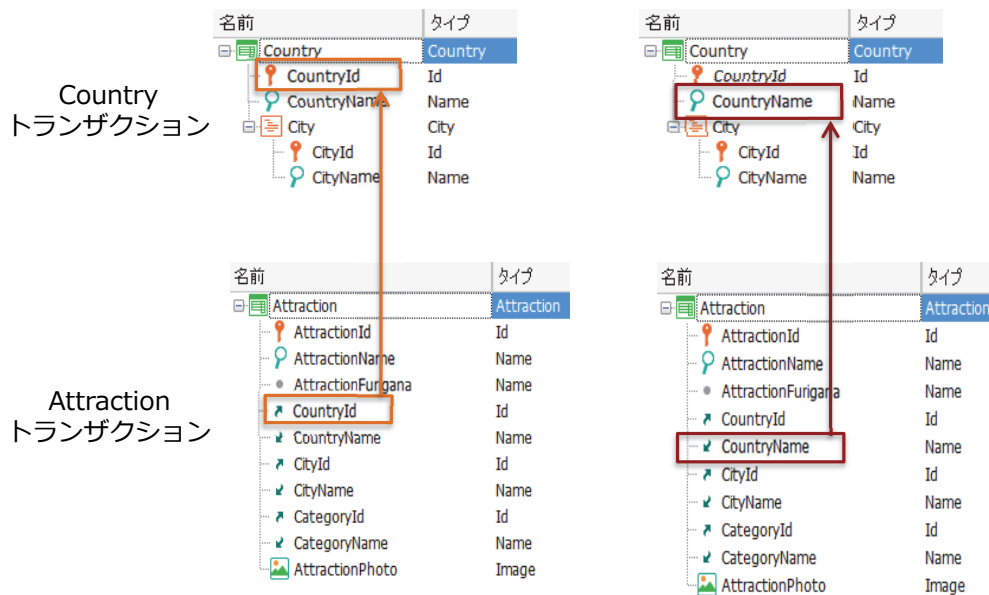 名前 タイプ
Country Country
CountryId Id
CountryName Name
City City
CityId Id
CityName Name
名前 タイプ
Country Country
CountryId Id
CountryName Name
City City
CityId Id
CityName Name
Country
トランザクション
名前 タイプ
Attraction Attraction
AttractionId Id
AttractionName Name
AttractionFurigana Name
CountryId Id
CountryName Name
CityId Id
CityName Name
CategoryId Id
CategoryName Name
AttractionPhoto Image
名前 タイプ
Attraction Attraction
AttractionId Id
AttractionName Name
AttractionFurigana Name
CountryId Id
CountryName Name
CityId Id
CityName Name
CategoryId Id
CategoryName Name
AttractionPhoto Image
Attraction
トランザクション